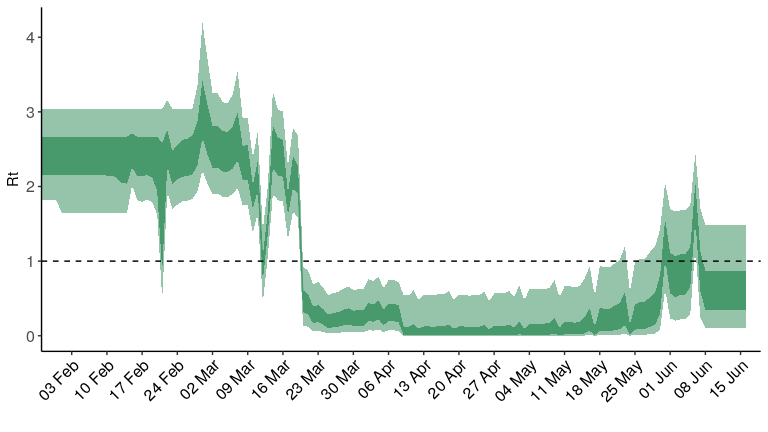 Rt
4
3
2
1
0
03 Feb
10 Feb
17 Feb
24 Feb
02 Mar
09 Mar
16 Mar
23 Mar
30 Mar
06 Apr
13 Apr
20 Apr
27 Apr
04 May
11 May
18 May
25 May
01 Jun
08 Jun
15 Jun